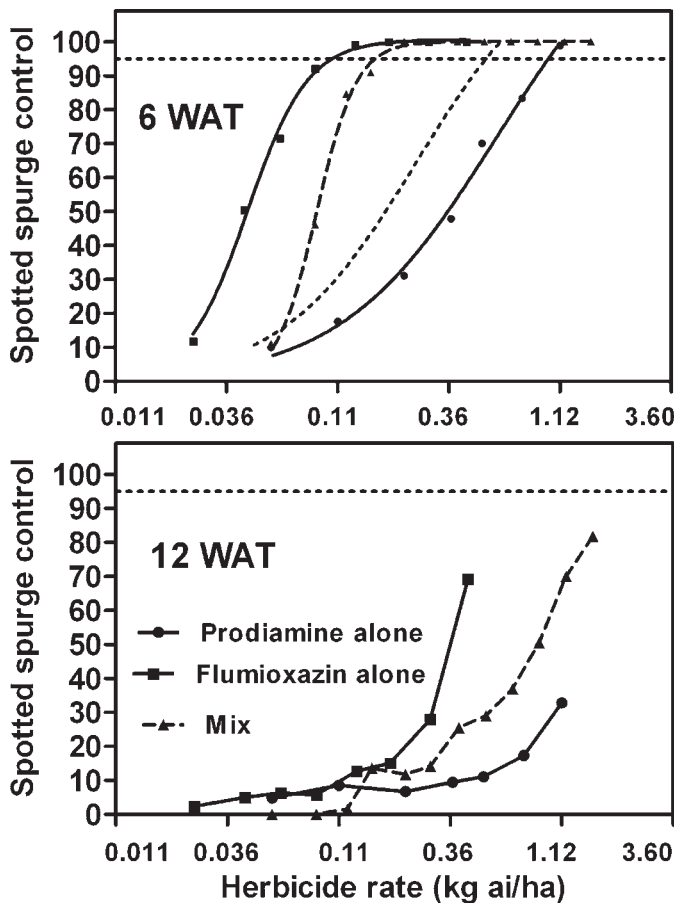 Spotted spurge control
100
90
80
70
60
50
40
30
20
10
0
6 WAT
0.011 0.036 0.11 0.36 1.12 3.60
Spotted spurge control
100
90
80
70
60
50
40
30
20
10
0
12 WAT
Prodiamine alone
Flumioxazin alone
Mix
0.011 0.036 0.11 0.36 1.12 3.60
Herbicide rate (kg ai/ha)